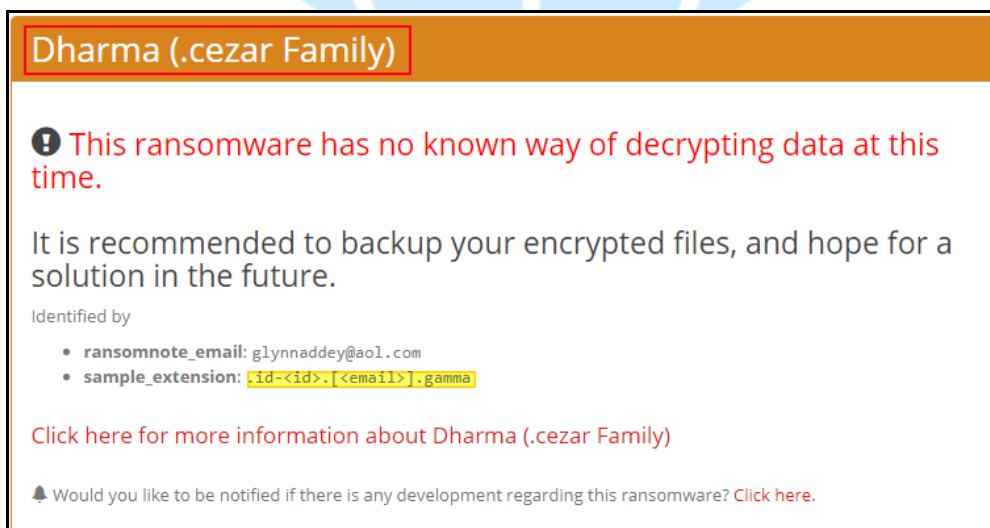 Dharma (.cezar Family)
This ransomware has no known way of decrypting data at this
time.
It is recommended to backup your encrypted files, and hope for a
solution in the future.
Identified by
• ransomnote_email: glynnaddey@aol.com
• sample_extension: .id-<id>.[<email>].gamma
Click here for more information about Dharma (.cezar Family)
Would you like to be notified if there is any development regarding this ransomware? Click here.